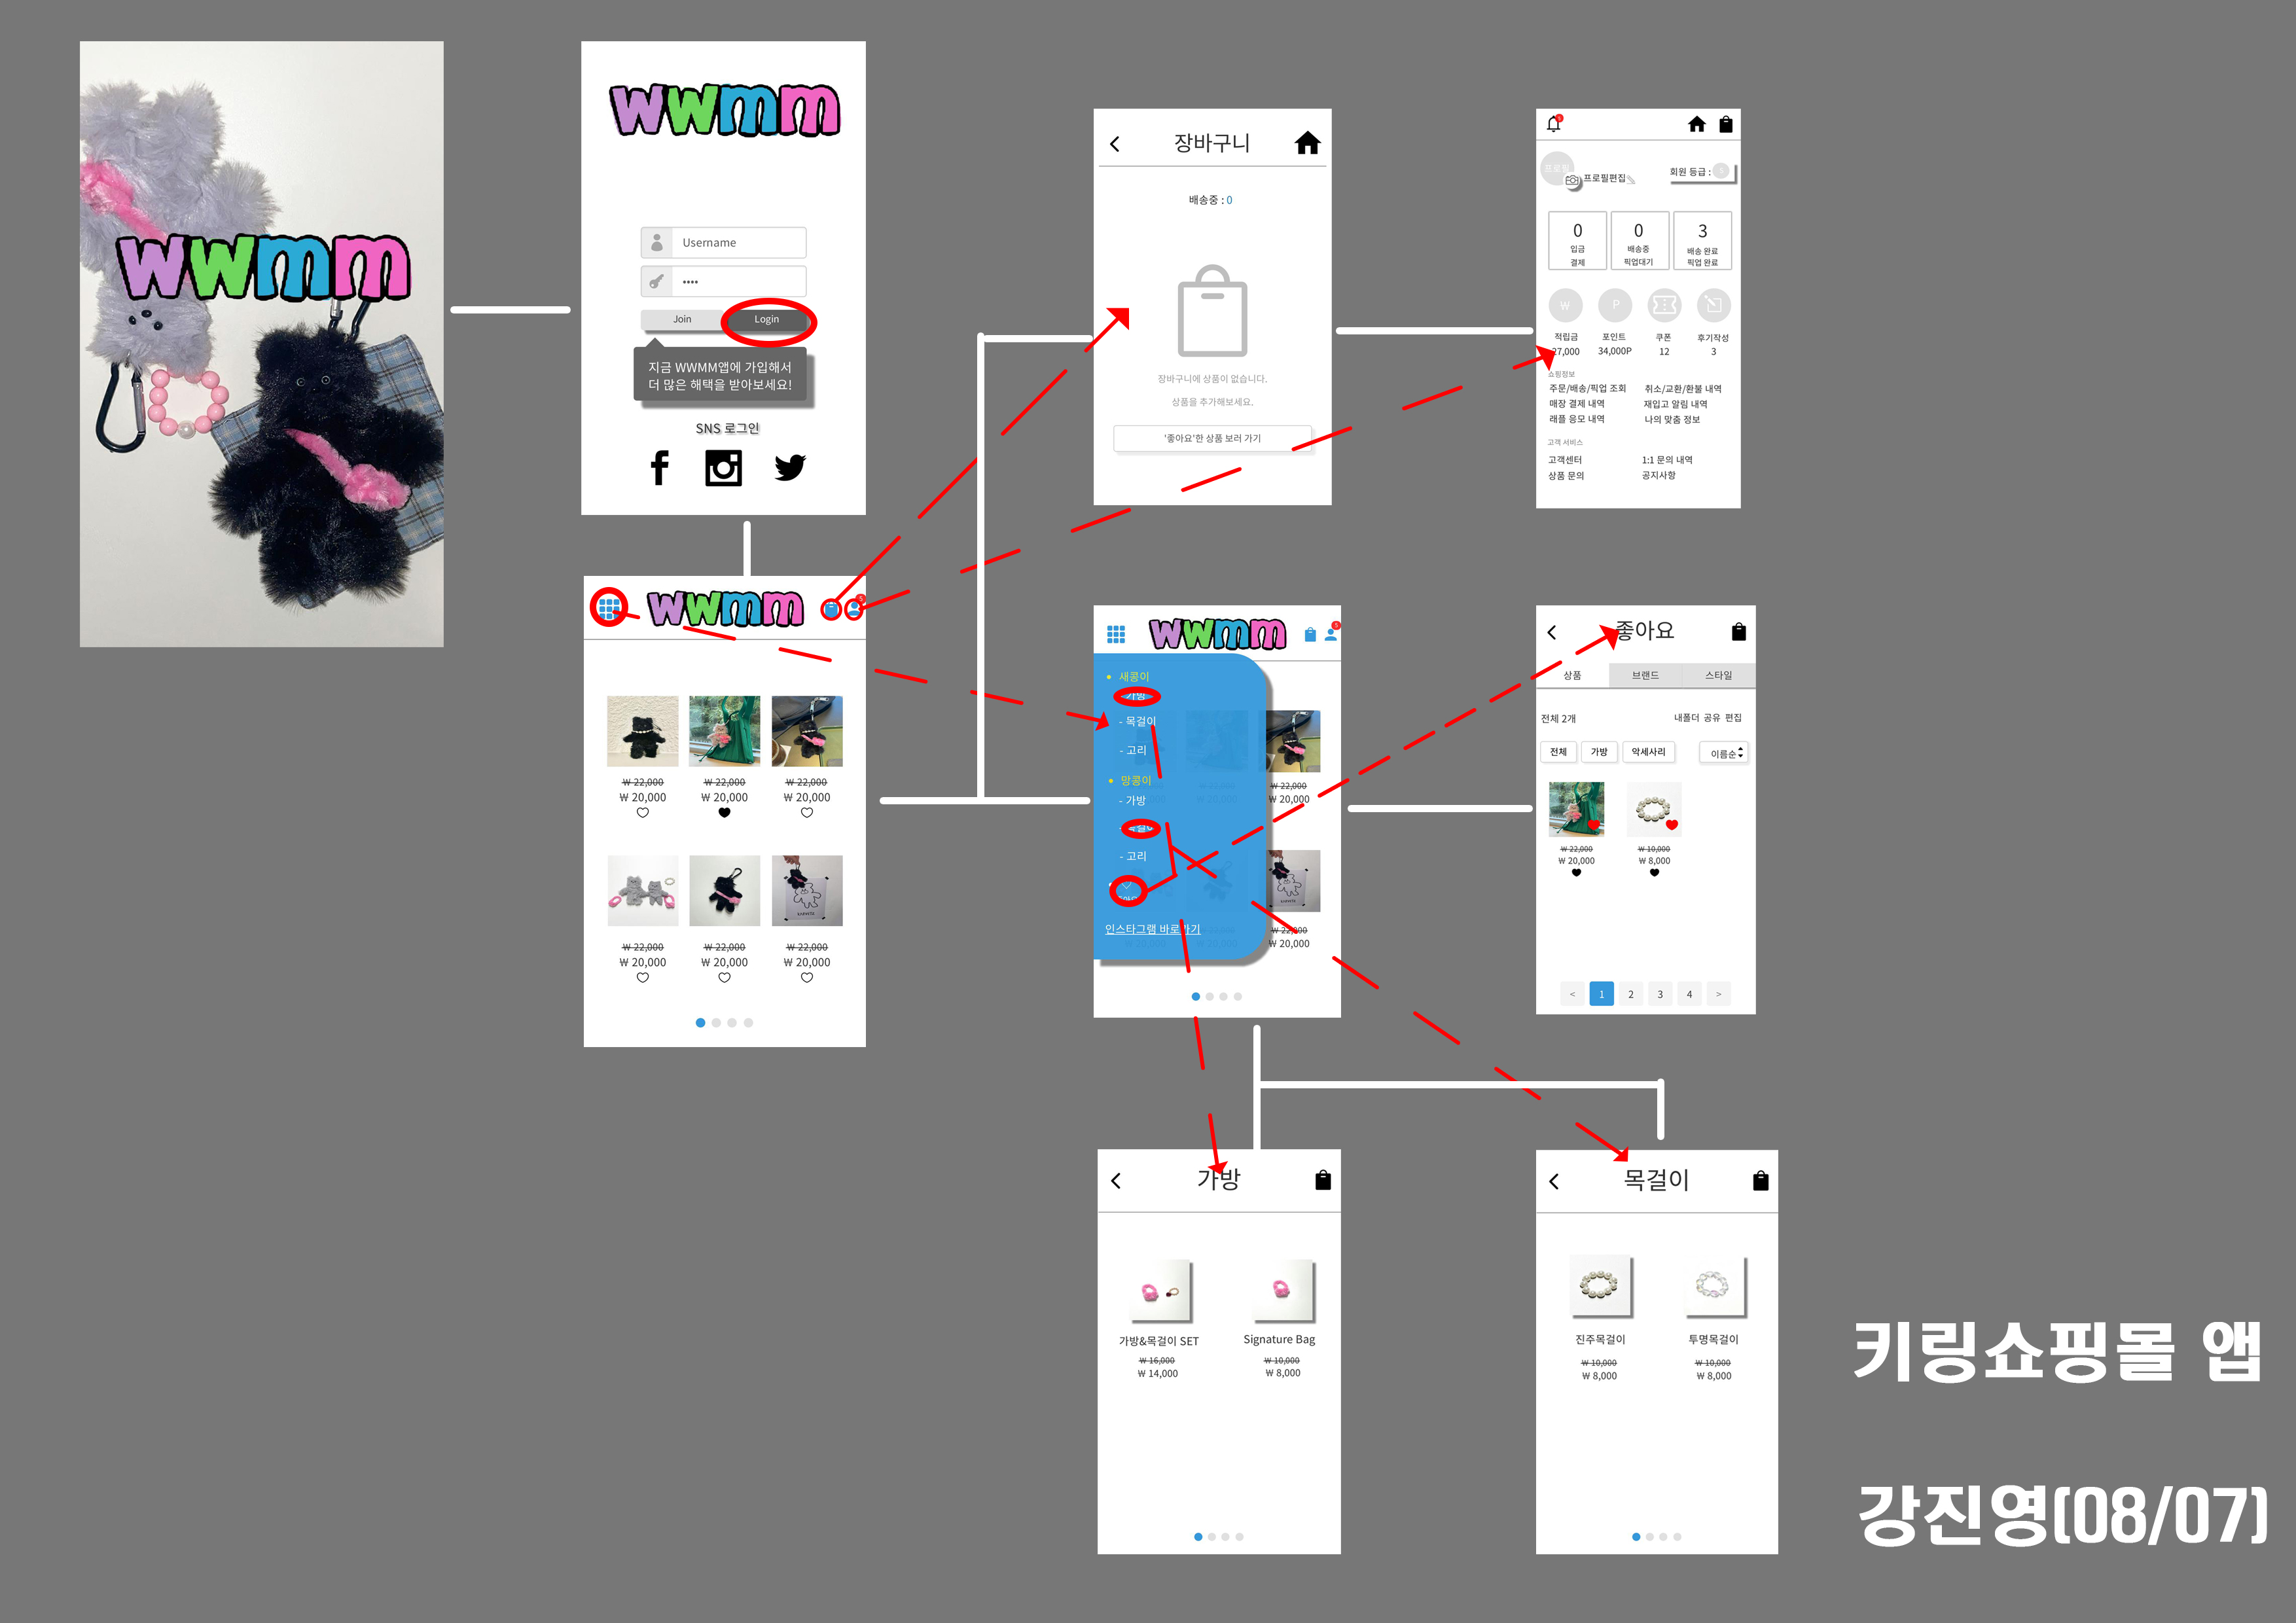 wwmm
wwmm
Username
••••
Join
Login
지금 WWMM앱에 가입해서
더 많은 해택을 받아보세요!
SNS 로그인
wwmm
5
₩ 22,000
₩ 20,000
₩ 22,000
₩ 20,000
₩ 22,000
₩ 20,000
₩ 22,000
₩ 20,000
₩ 22,000
₩ 20,000
₩ 22,000
₩ 20,000
장바구니
배송중 : 0
장바구니에 상품이 없습니다.
상품을 추가해보세요.
'좋아요'한 상품 보러 가기
프로필
프로필편집
회원 등급 :
0
입금
결제
0
배송중
픽업대기
3
배송 완료
픽업 완료
₩
P
적립금
포인트
쿠폰
후기작성
27,000
34,000P
12
3
쇼핑정보
주문/배송/픽업 조회
취소/교환/환불 내역
매장 결제 내역
재입고 알림 내역
래플 응모 내역
나의 맞춤 정보
고객 서비스
고객센터
1:1 문의 내역
상품 문의
공지사항
wwmm
• 새콩이
- 가방
- 목걸이
- 고리
• 망콩이
- 가방
- 고리
인스타그램 바로가기
₩ 22,000
₩ 20,000
₩ 22,000
₩ 20,000
좋아요
상품
브랜드
스타일
전체 2개
내폴더 공유 편집
전체
가방
악세사리
이름순
₩ 22,000
₩ 20,000
₩ 10,000
₩ 8,000
< 1 2 3 4 >
가방
가방&목걸이 SET
₩ 16,000
₩ 14,000
Signature Bag
₩ 10,000
₩ 8,000
목걸이
진주목걸이
₩ 10,000
₩ 8,000
투명목걸이
₩ 10,000
₩ 8,000
키링쇼핑몰 앱
강진영(08/07)